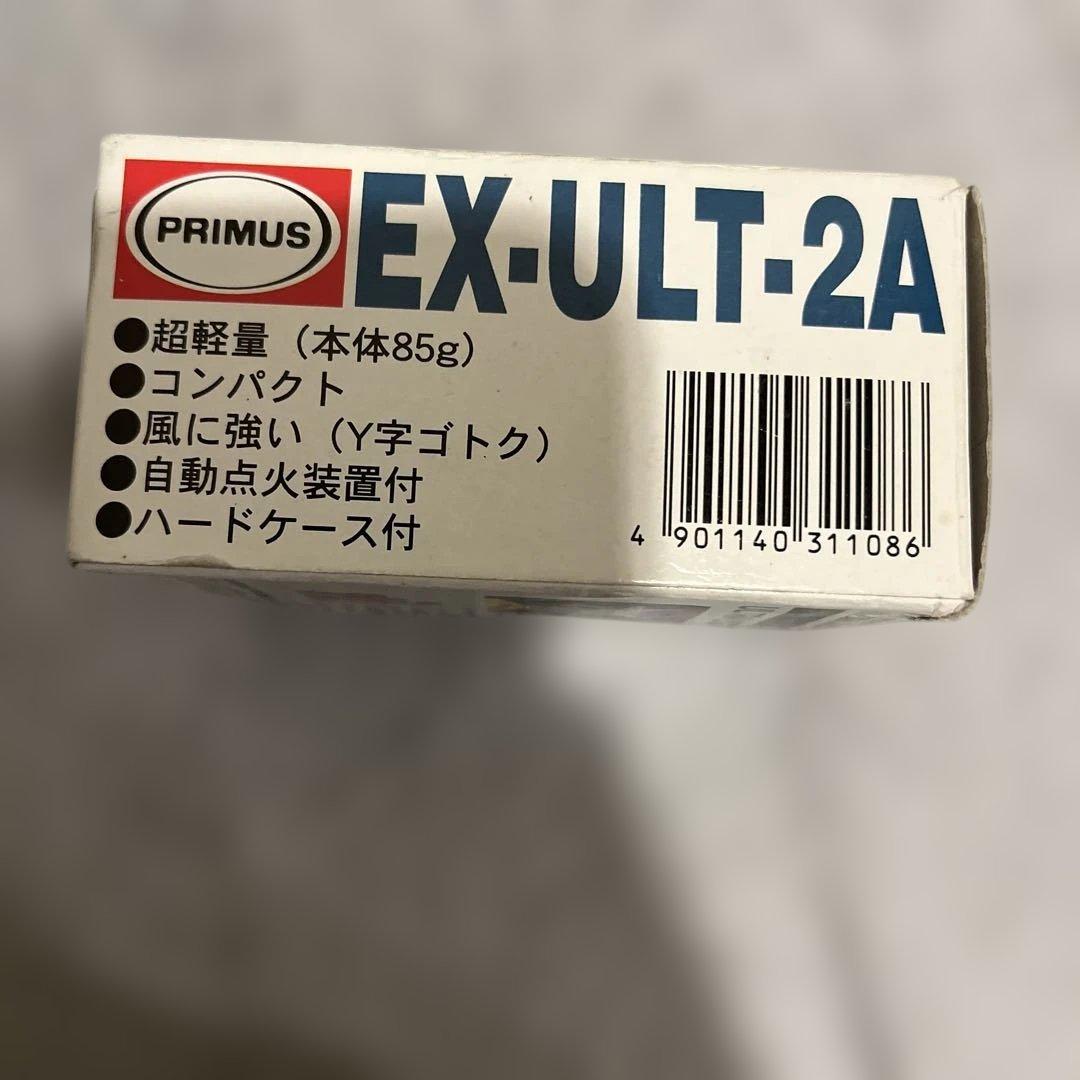 PRIMUS
EX-ULT-2A
●超軽量（本体85g）
●コンパクト
●風に強い（Y字ゴトク）
●自動点火装置付
●ハードケース付
4 901140 311086